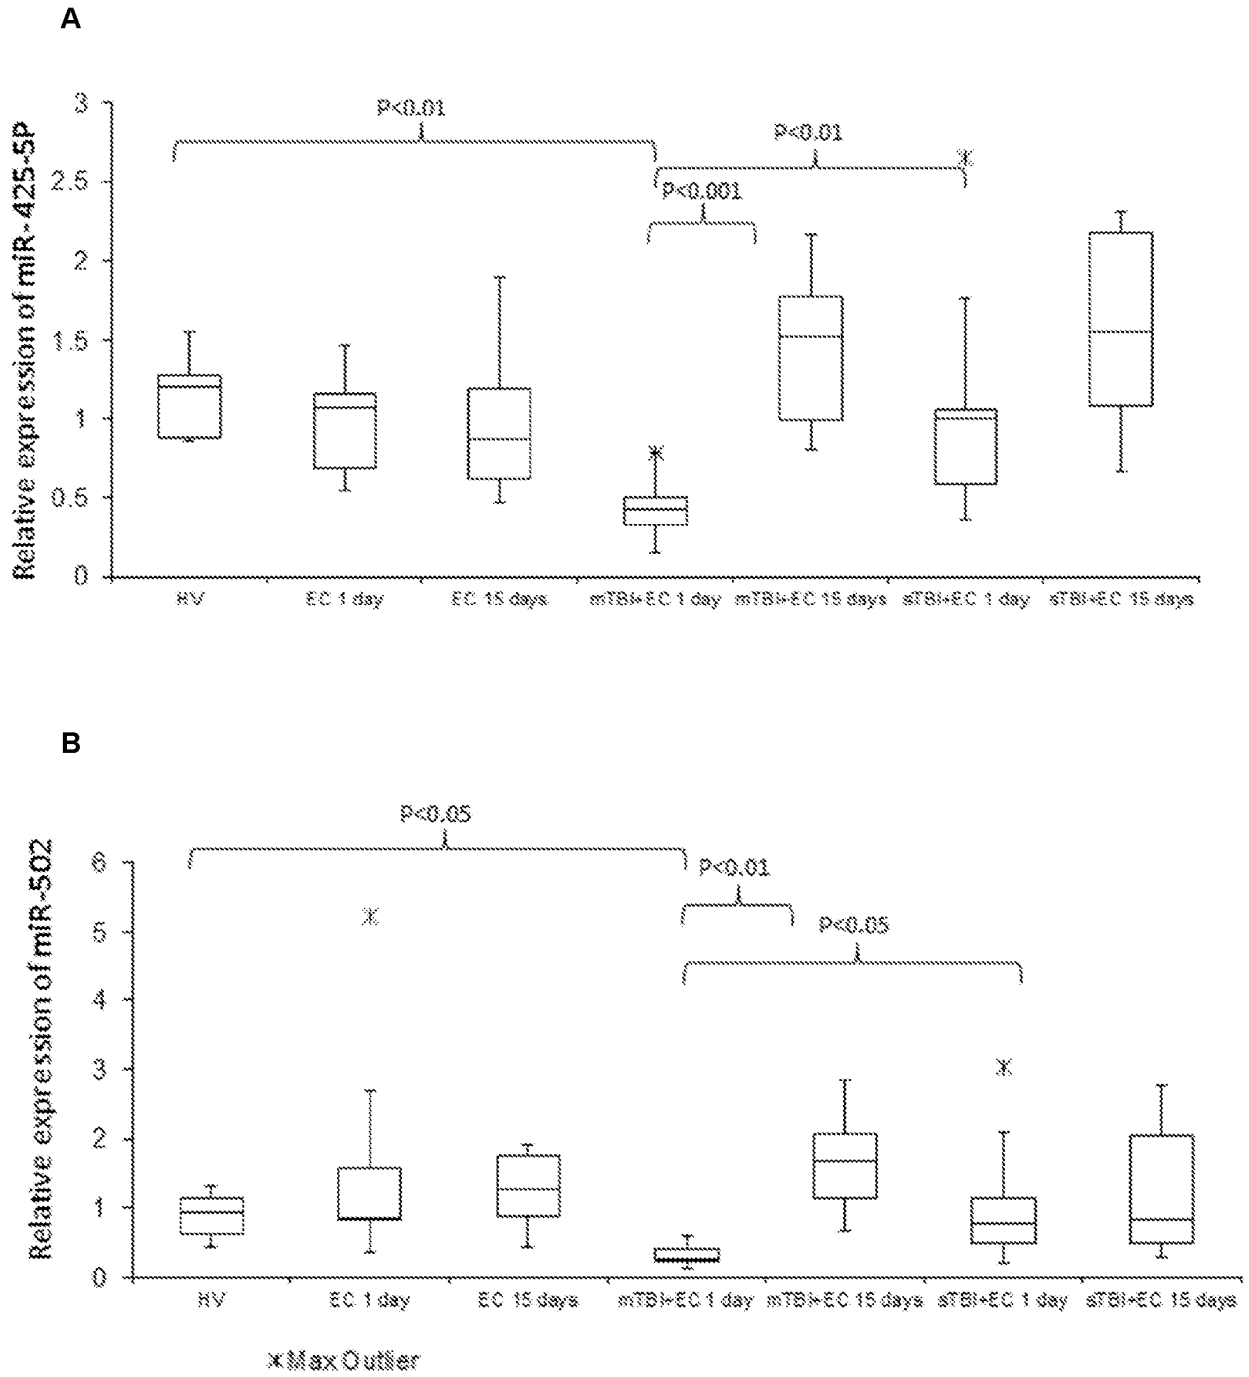 A
Relative expression of miR-425-5P
3
2.5
2
1.5
1
0.5
0
P<0.01
P<0.01
P<0.001
HV
EC 1 day
EC 15 days
mTBI+EC 1 day
mTBI+EC 15 days
sTBI+EC 1 day
sTBI+EC 15 days
B
Relative expression of miR-502
6
5
4
3
2
1
0
P<0.05
P<0.01
P<0.05
HV
EC 1 day
EC 15 days
mTBI+EC 1 day
mTBI+EC 15 days
sTBI+EC 1 day
sTBI+EC 15 days
Max Outlier